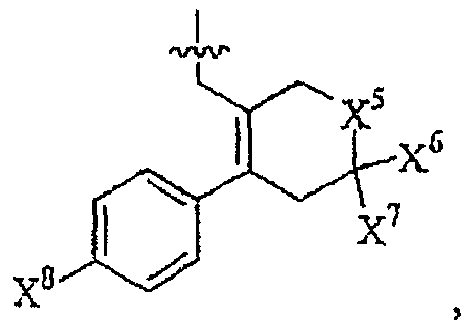 X⁵
X⁶
X⁷
X⁸
,